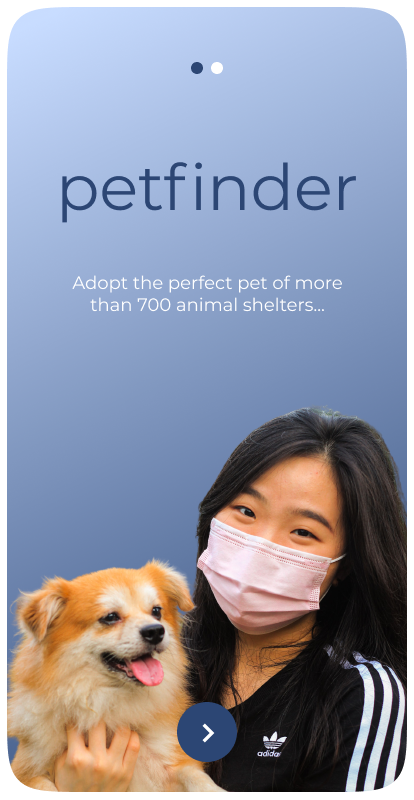 petfinder
Adopt the perfect pet of more
than 700 animal shelters...
adidas